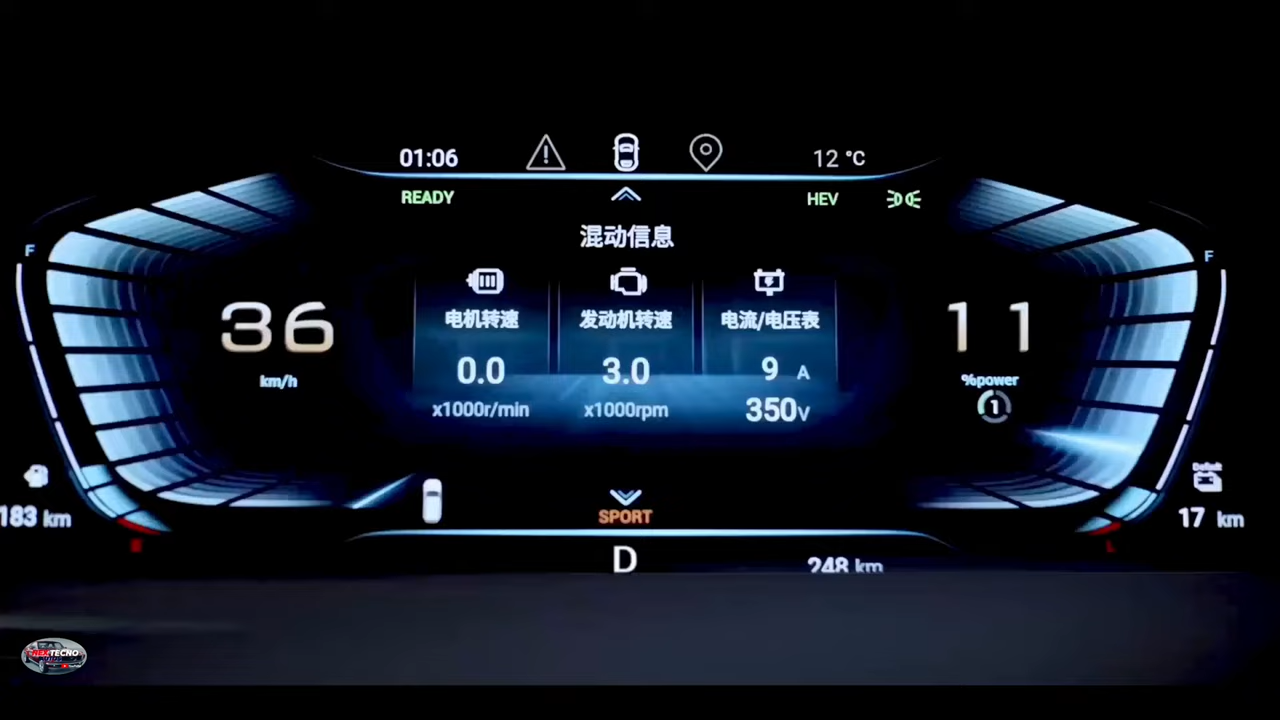 01:06
12 °C
READY
HEV
混动信息
F
F
电机转速
发动机转速
电流/电压表
36
0.0
3.0
9 A
11
km/h
x1000r/min
x1000rpm
350V
%power
1
183 km
17 km
SPORT
D
248 km
TECNO